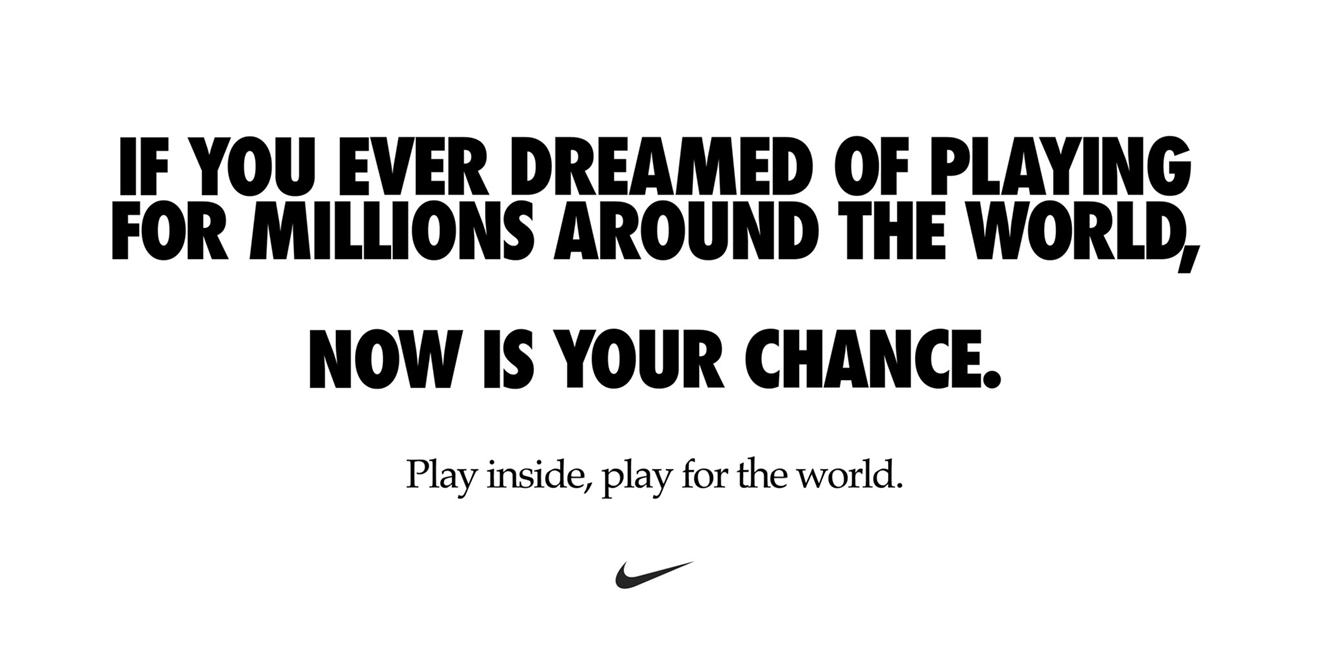 IF YOU EVER DREAMED OF PLAYING
FOR MILLIONS AROUND THE WORLD,
NOW IS YOUR CHANCE.
Play inside, play for the world.